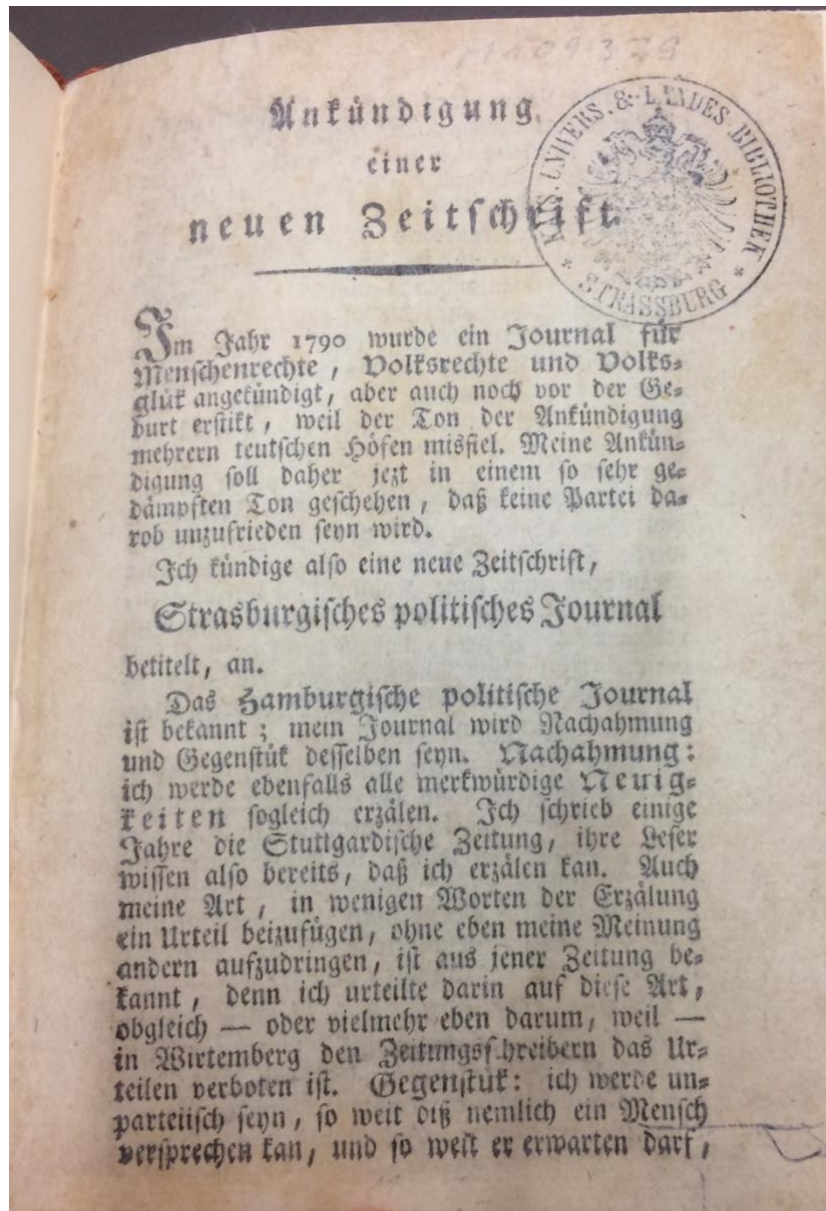 M 109 379
Ankündigung
einer
neuen Zeitschrift.
KAIS. UNIVERS. & LANDES BIBLIOTHEK * STRASSBURG *
Im Jahr 1790 wurde ein Journal für
Menschenrechte, Volksrechte und Volks-
glük angekündigt, aber auch noch vor der Ge-
burt erstikt, weil der Ton der Ankündigung
mehrern teutschen Höfen misfiel. Meine Ankün-
digung soll daher jezt in einem so sehr ge-
dämpften Ton geschehen, daß keine Partei da-
rob unzufrieden seyn wird.
Ich kündige also eine neue Zeitschrift,
Strasburgisches politisches Journal
betitelt, an.
Das Hamburgische politische Journal
ist bekannt; mein Journal wird Nachahmung
und Gegenstük desselben seyn. Nachahmung:
ich werde ebenfalls alle merkwürdige Neuig-
keiten sogleich erzälen. Ich schrieb einige
Jahre die Stuttgardische Zeitung, ihre Leser
wissen also bereits, daß ich erzälen kan. Auch
meine Art, in wenigen Worten der Erzälung
ein Urteil beizufügen, ohne eben meine Meinung
andern aufzudringen, ist aus jener Zeitung be-
kannt, denn ich urteilte darin auf diese Art,
obgleich — oder vielmehr eben darum, weil —
in Wirtemberg den Zeitungsschreibern das Ur-
teilen verboten ist. Gegenstük: ich werde un-
parteiisch seyn, so weit diß nemlich ein Mensch
versprechen kan, und so weit er erwarten darf,